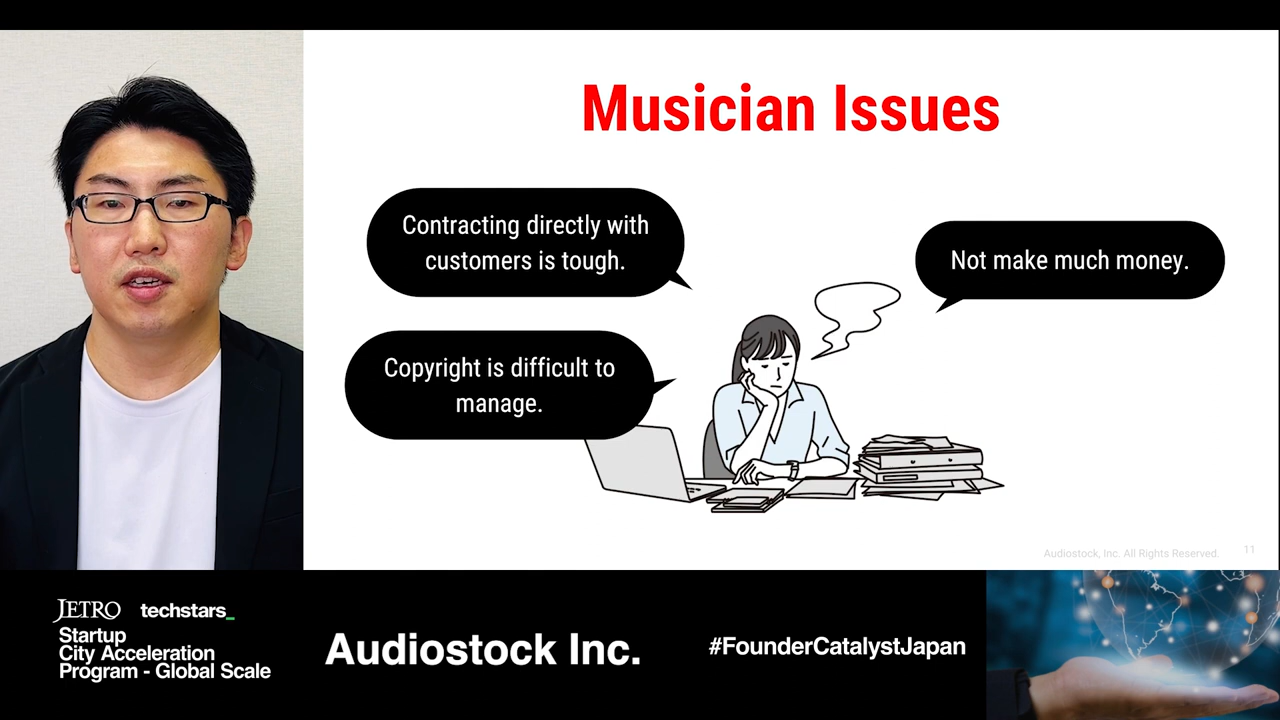 Musician Issues
Contracting directly with
customers is tough.
Not make much money.
Copyright is difficult to
manage.
Audiostock, Inc. All Rights Reserved.
11
JETRO techstars_
Startup
City Acceleration
Program - Global Scale
Audiostock Inc.
#FounderCatalystJapan